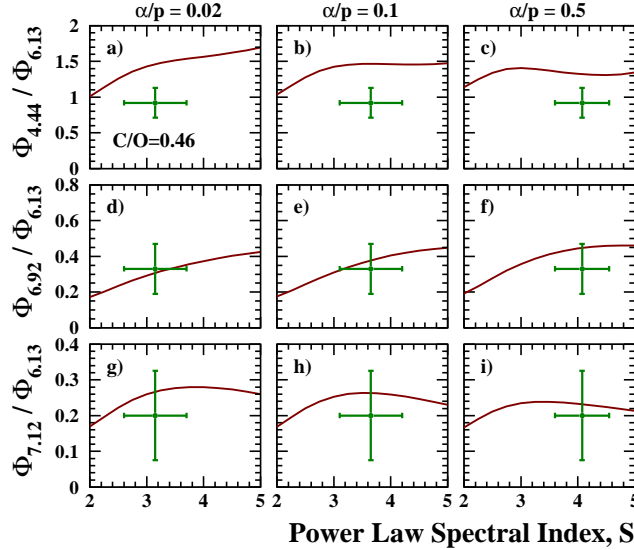 α/p = 0.02 α/p = 0.1 α/p = 0.5
Φ4.44 / Φ6.13
2
1.5
1
0.5
0
a) b) c)
C/O=0.46
Φ6.92 / Φ6.13
0.8
0.6
0.4
0.2
0
d) e) f)
Φ7.12 / Φ6.13
0.4
0.3
0.2
0.1
0
g) h) i)
2 3 4 5 2 3 4 5 2 3 4 5
Power Law Spectral Index, S